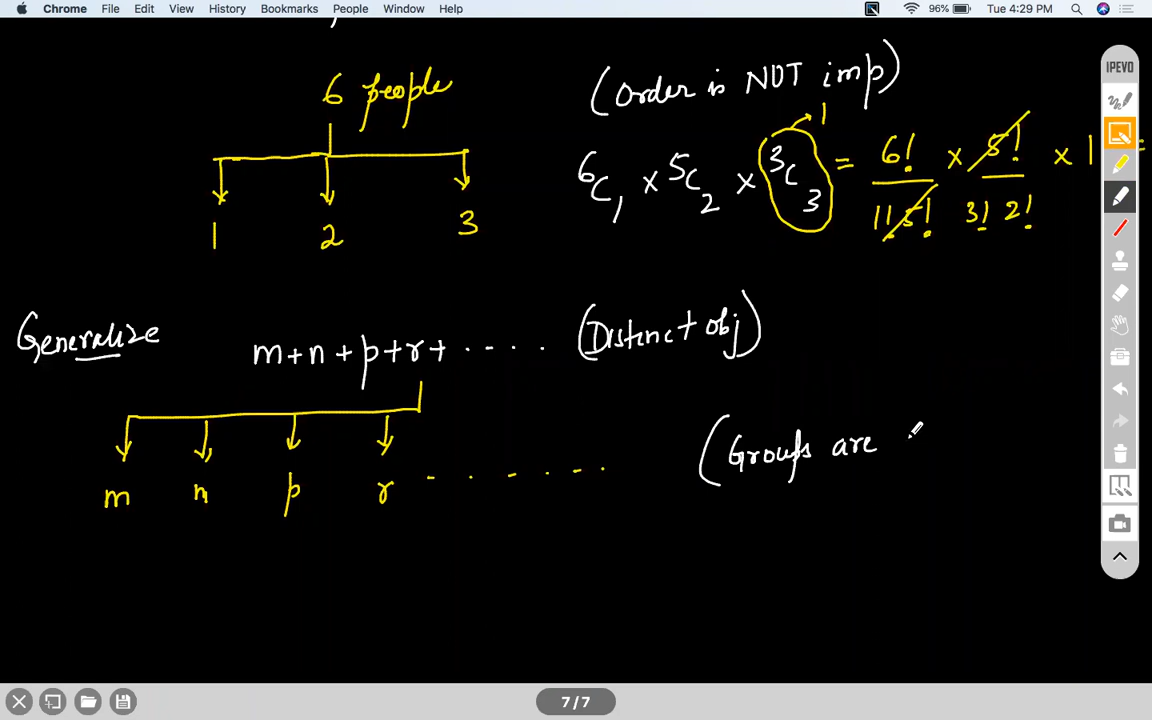 Chrome File Edit View History Bookmarks People Window Help 96% Tue 4:29 PM
IPEVO
6 people (Order is NOT imp)
1 2 3
⁶C₁ × ⁵C₂ × ³C₃ → 1 = 6!/1!5! × 5!/3!2! × 1 =
Generalize m+n+p+r+ ..... (Distinct obj)
m n p r ...... (Groups are
7/7